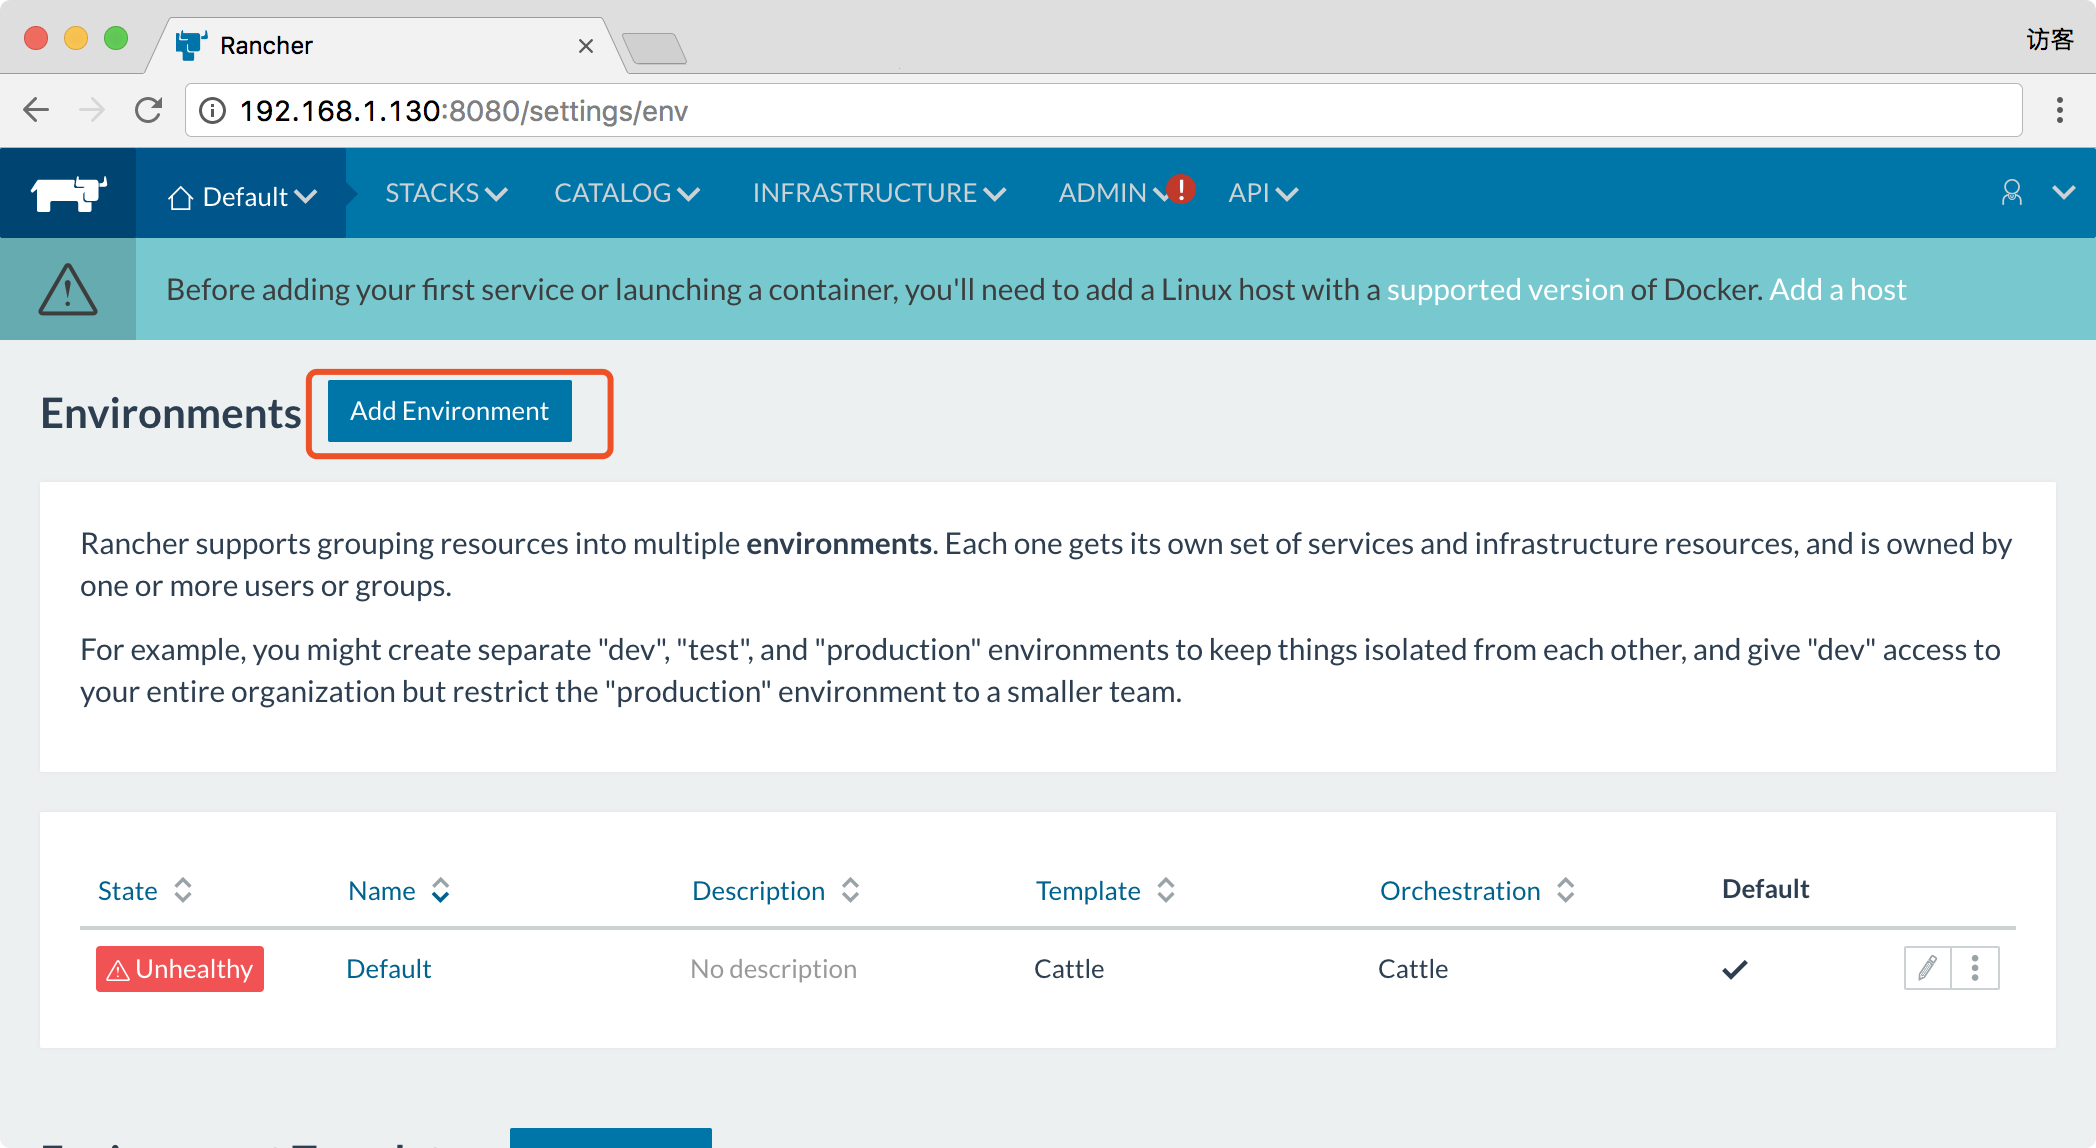 Rancher
访客
192.168.1.130:8080/settings/env
Default STACKS CATALOG INFRASTRUCTURE ADMIN API
Before adding your first service or launching a container, you'll need to add a Linux host with a supported version of Docker. Add a host
Environments Add Environment
Rancher supports grouping resources into multiple environments. Each one gets its own set of services and infrastructure resources, and is owned by
one or more users or groups.
For example, you might create separate "dev", "test", and "production" environments to keep things isolated from each other, and give "dev" access to
your entire organization but restrict the "production" environment to a smaller team.
State Name Description Template Orchestration Default
Unhealthy Default No description Cattle Cattle